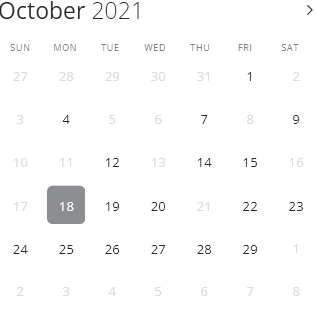 October 2021
SUN MON TUE WED THU FRI SAT
27 28 29 30 31 1 2
3 4 5 6 7 8 9
10 11 12 13 14 15 16
17 18 19 20 21 22 23
24 25 26 27 28 29 1
2 3 4 5 6 7 8